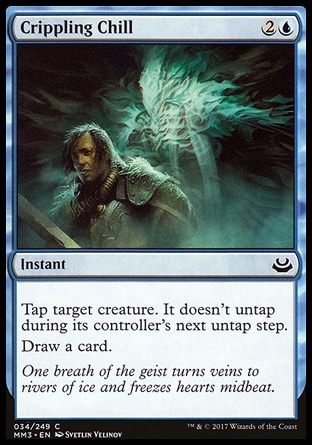 Crippling Chill 2
Instant
Tap target creature. It doesn't untap
during its controller's next untap step.
Draw a card.
One breath of the geist turns veins to
rivers of ice and freezes hearts midbeat.
034/249 C
MM3 • EN Svetlin Velinov
™ & © 2017 Wizards of the Coast